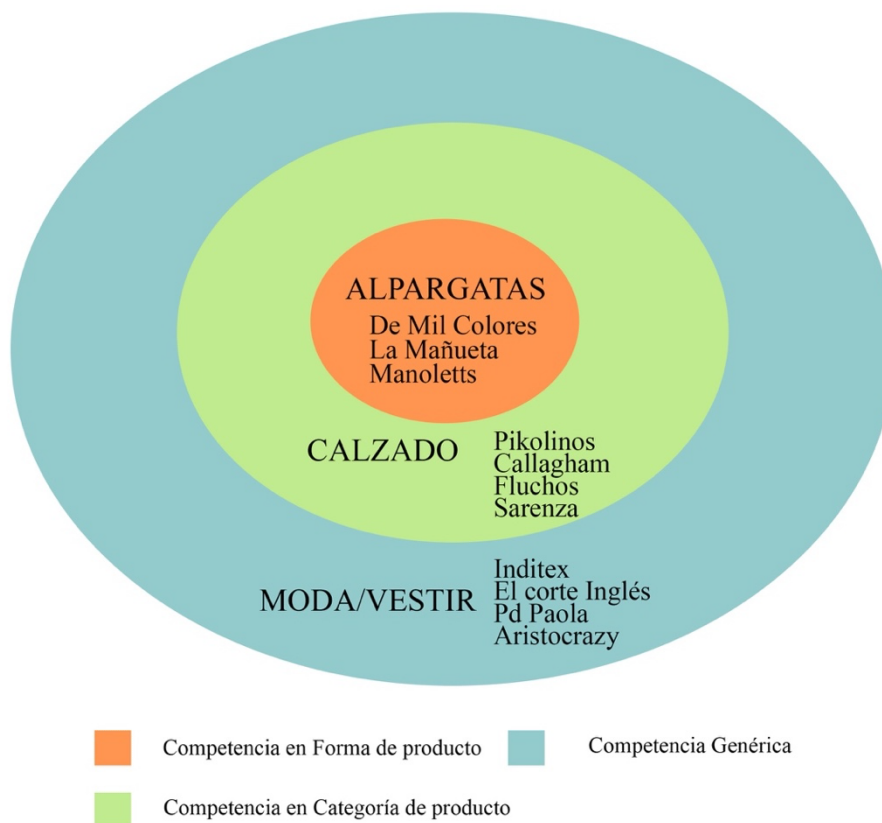 ALPARGATAS
De Mil Colores
La Mañueta
Manoletts
CALZADO
Pikolinos
Callagham
Fluchos
Sarenza
MODA/VESTIR
Inditex
El corte Inglés
Pd Paola
Aristocrazy
Competencia en Forma de producto
Competencia Genérica
Competencia en Categoría de producto